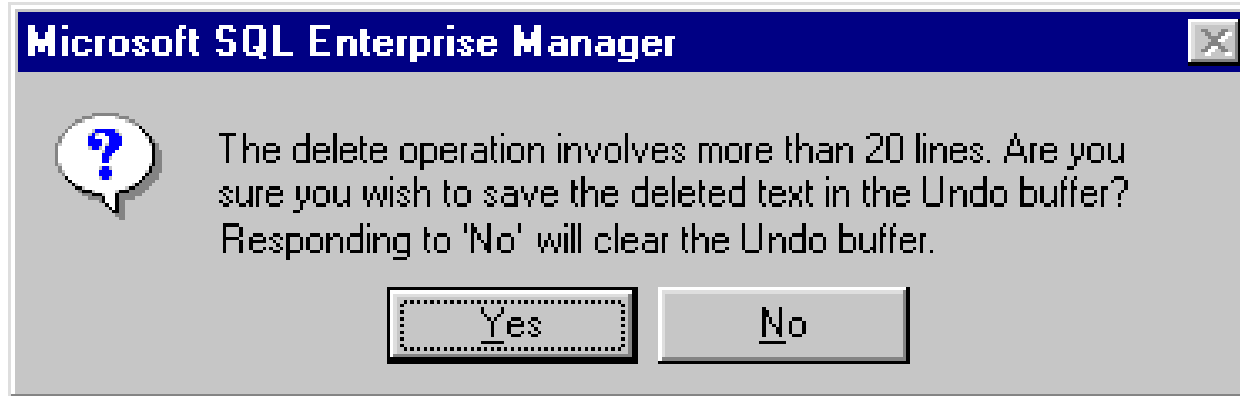 Microsoft SQL Enterprise Manager
?
The delete operation involves more than 20 lines. Are you
sure you wish to save the deleted text in the Undo buffer?
Responding to 'No' will clear the Undo buffer.
Yes
No